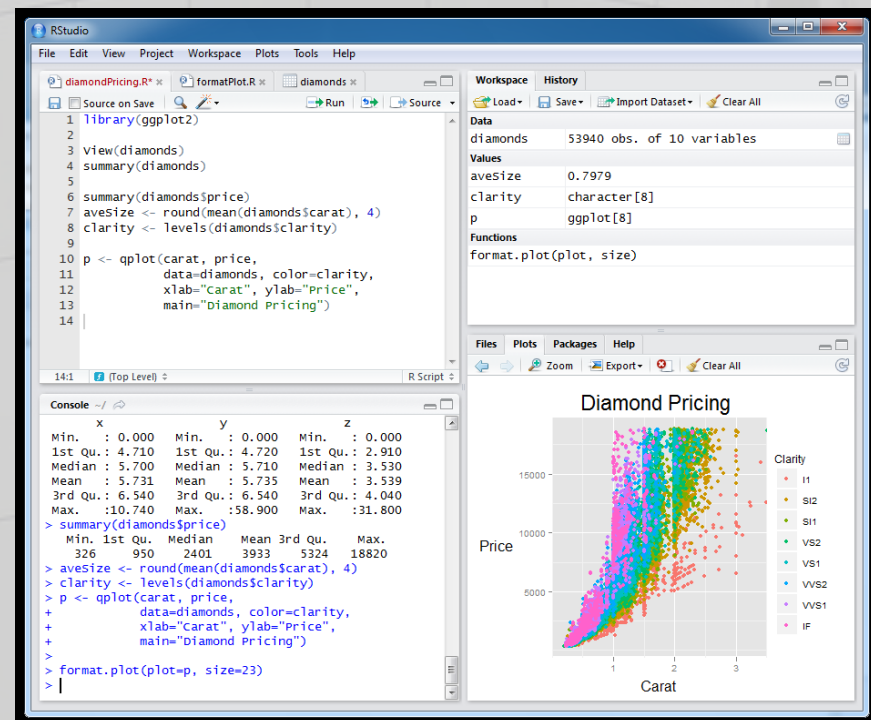 RStudio
File Edit View Project Workspace Plots Tools Help
diamondPricing.R* formatPlot.R diamonds
Source on Save Run Source
1 library(ggplot2)
2
3 View(diamonds)
4 summary(diamonds)
5
6 summary(diamonds$price)
7 aveSize <- round(mean(diamonds$carat), 4)
8 clarity <- levels(diamonds$clarity)
9
10 p <- qplot(carat, price,
11 data=diamonds, color=clarity,
12 xlab="Carat", ylab="Price",
13 main="Diamond Pricing")
14
14:1 (Top Level) R Script
Console ~/
x y z
Min. : 0.000 Min. : 0.000 Min. : 0.000
1st Qu.: 4.710 1st Qu.: 4.720 1st Qu.: 2.910
Median : 5.700 Median : 5.710 Median : 3.530
Mean : 5.731 Mean : 5.735 Mean : 3.539
3rd Qu.: 6.540 3rd Qu.: 6.540 3rd Qu.: 4.040
Max. :10.740 Max. :58.900 Max. :31.800
> summary(diamonds$price)
Min. 1st Qu. Median Mean 3rd Qu. Max.
326 950 2401 3933 5324 18820
> aveSize <- round(mean(diamonds$carat), 4)
> clarity <- levels(diamonds$clarity)
> p <- qplot(carat, price,
+ data=diamonds, color=clarity,
+ xlab="Carat", ylab="Price",
+ main="Diamond Pricing")
>
> format.plot(plot=p, size=23)
>
Workspace History
Load Save Import Dataset Clear All
Data
diamonds 53940 obs. of 10 variables
Values
aveSize 0.7979
clarity character[8]
p ggplot[8]
Functions
format.plot(plot, size)
Files Plots Packages Help
Zoom Export Clear All
Diamond Pricing
Price
15000
10000
5000
1 2 3
Carat
Clarity
I1
SI2
SI1
VS2
VS1
VVS2
VVS1
IF